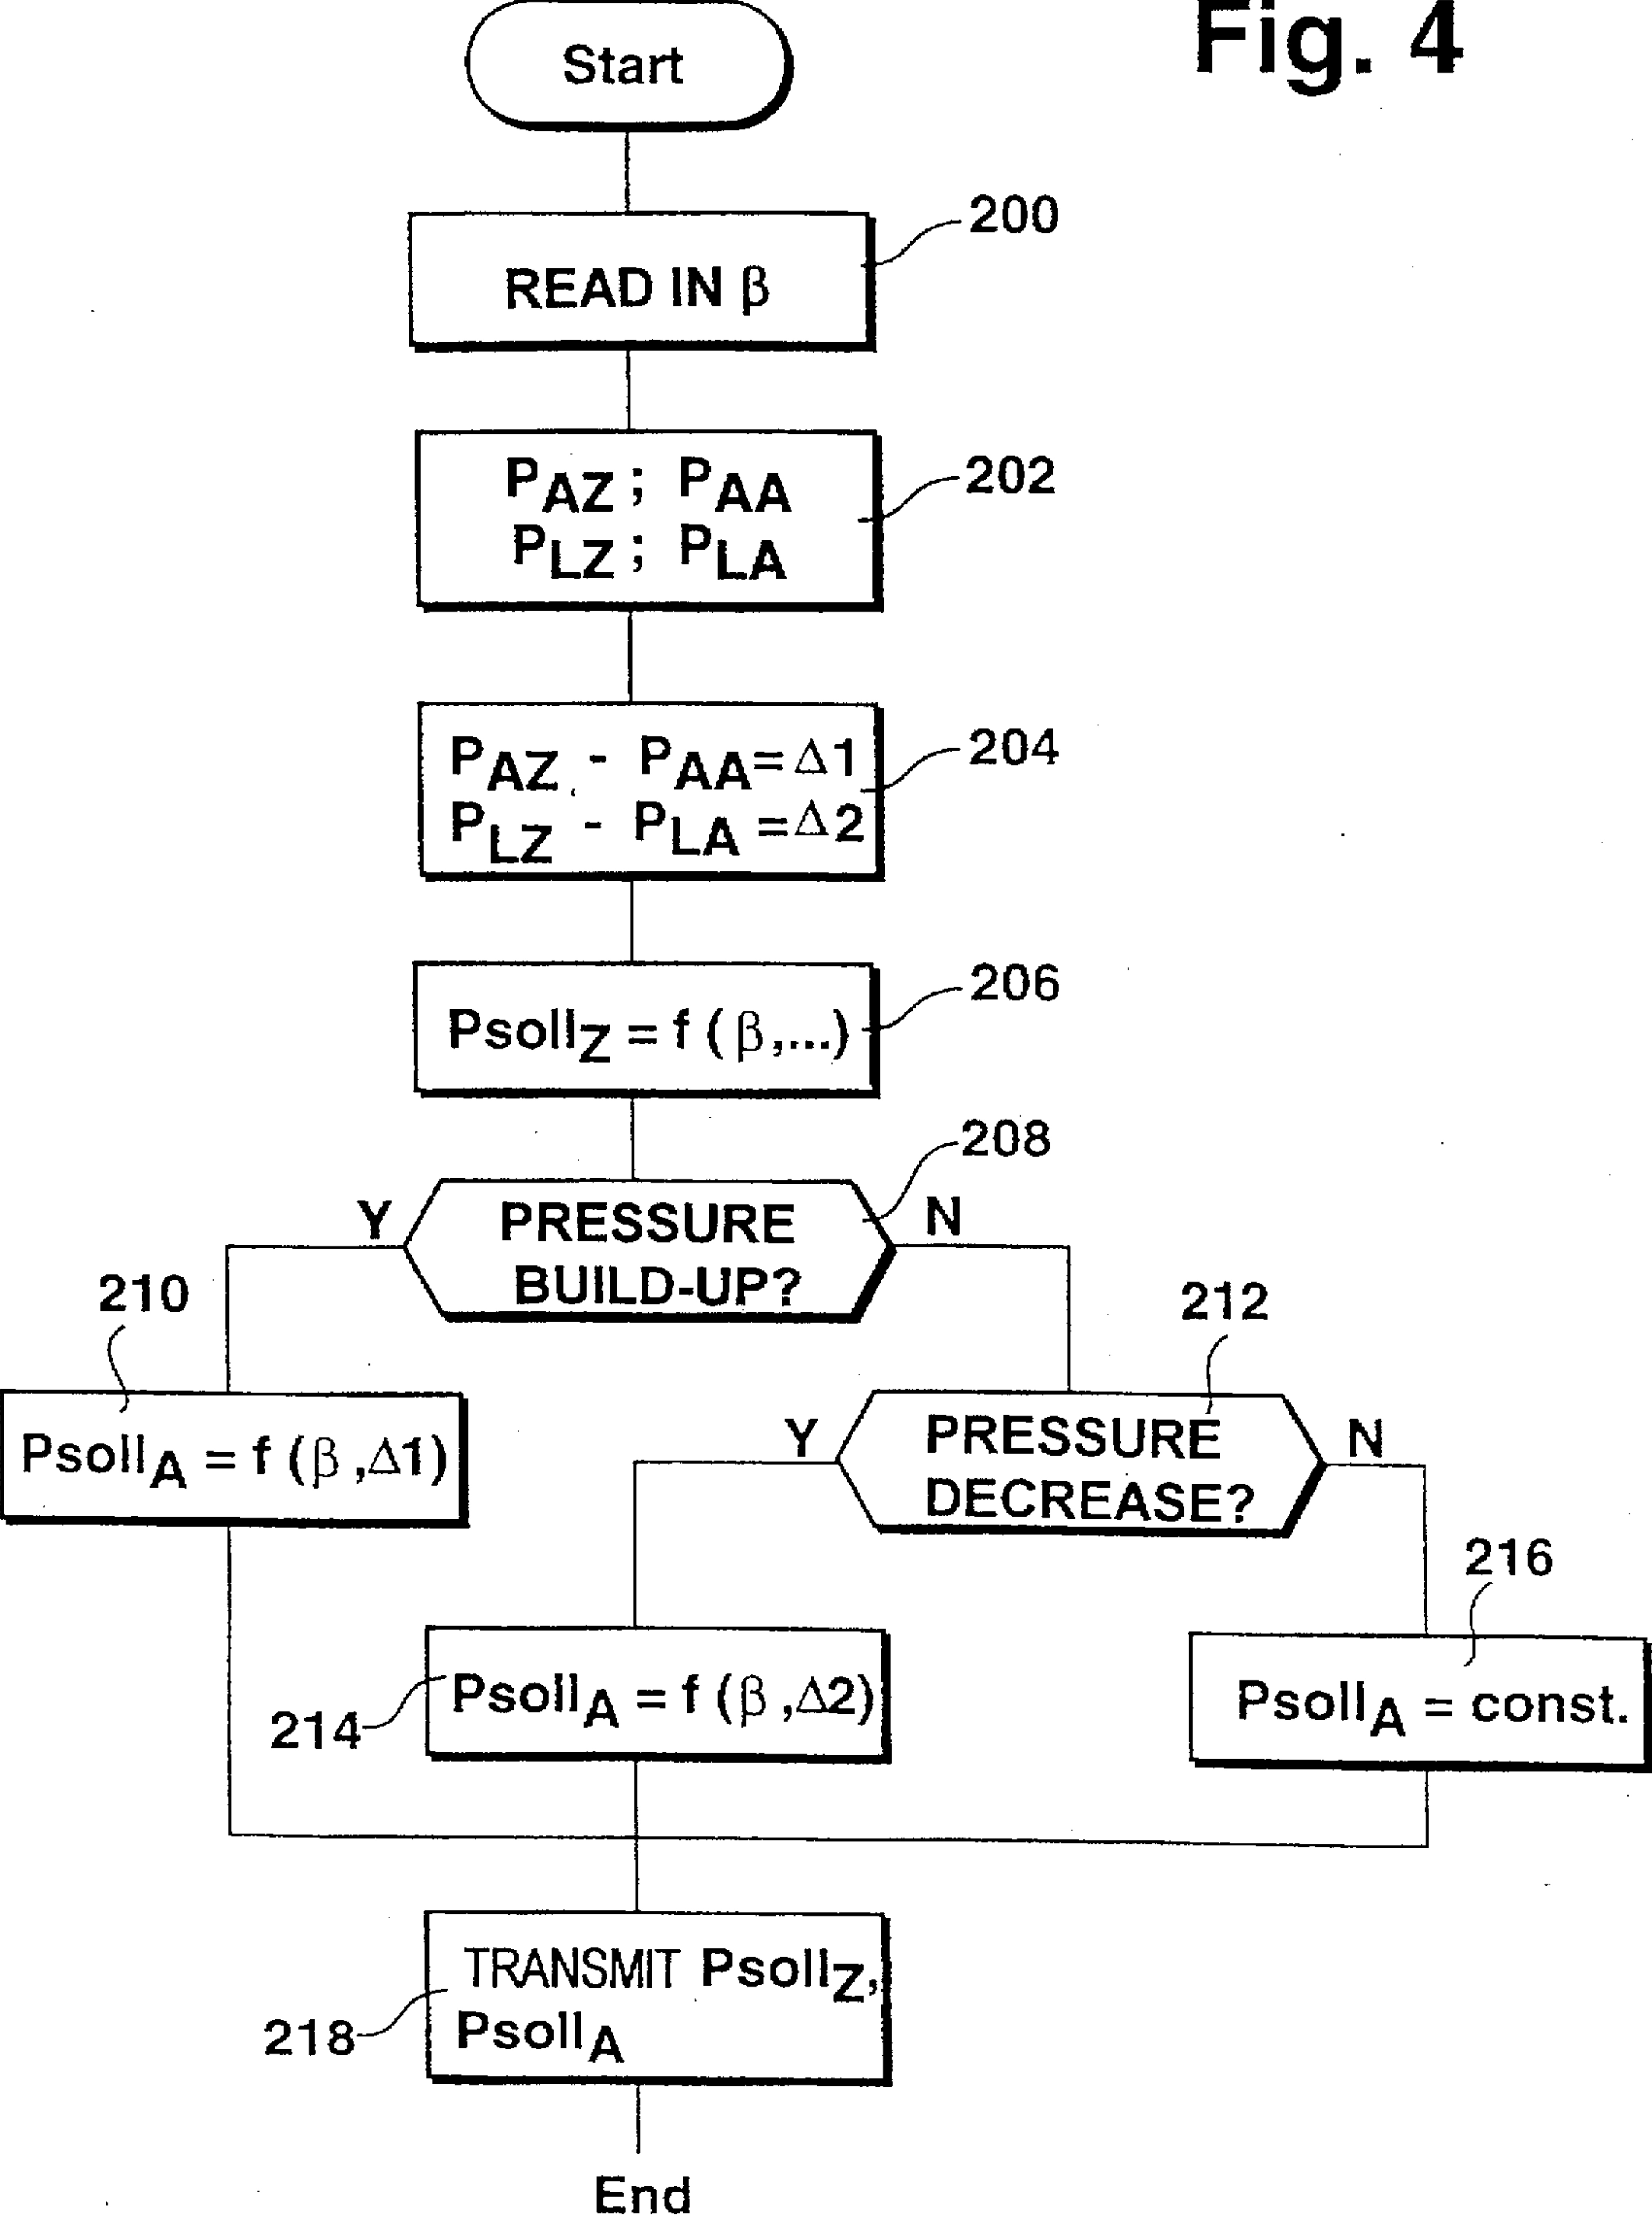 Fig. 4
Start
200
READ IN β
202
PAZ ; PAA
PLZ ; PLA
204
PAZ - PAA = Δ1
PLZ - PLA = Δ2
206
PsollZ = f ( β ,...)
208
Y
N
PRESSURE
BUILD-UP?
210
212
PsollA = f ( β ,Δ1)
Y
N
PRESSURE
DECREASE?
216
214
PsollA = f ( β ,Δ2)
PsollA = const.
218
TRANSMIT PsollZ,
PsollA
End